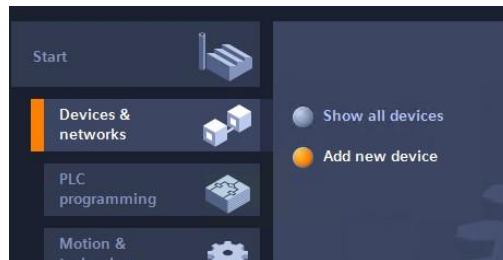 Start
Devices &
networks
PLC
programming
Motion &
Show all devices
Add new device